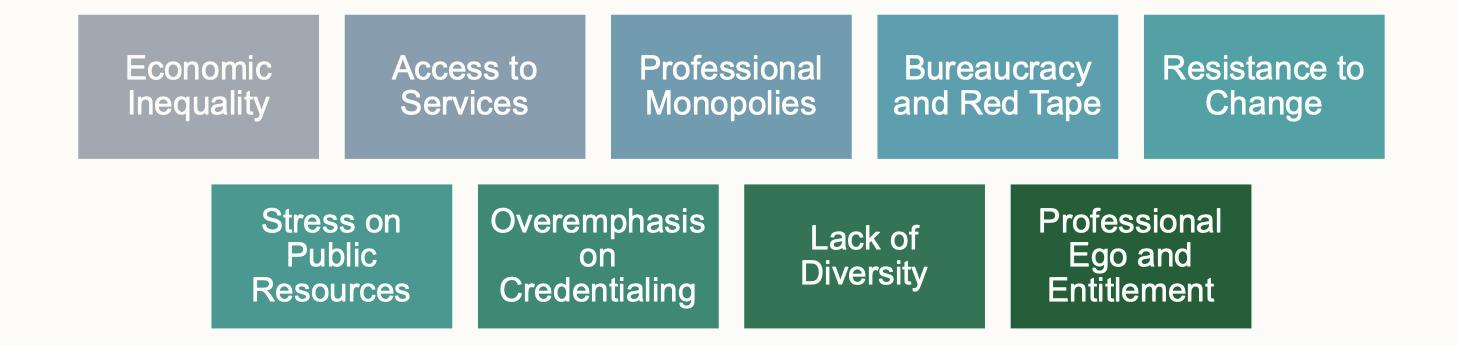 Economic
Inequality
Access to
Services
Professional
Monopolies
Bureaucracy
and Red Tape
Resistance to
Change
Stress on
Public
Resources
Overemphasis
on
Credentialing
Lack of
Diversity
Professional
Ego and
Entitlement